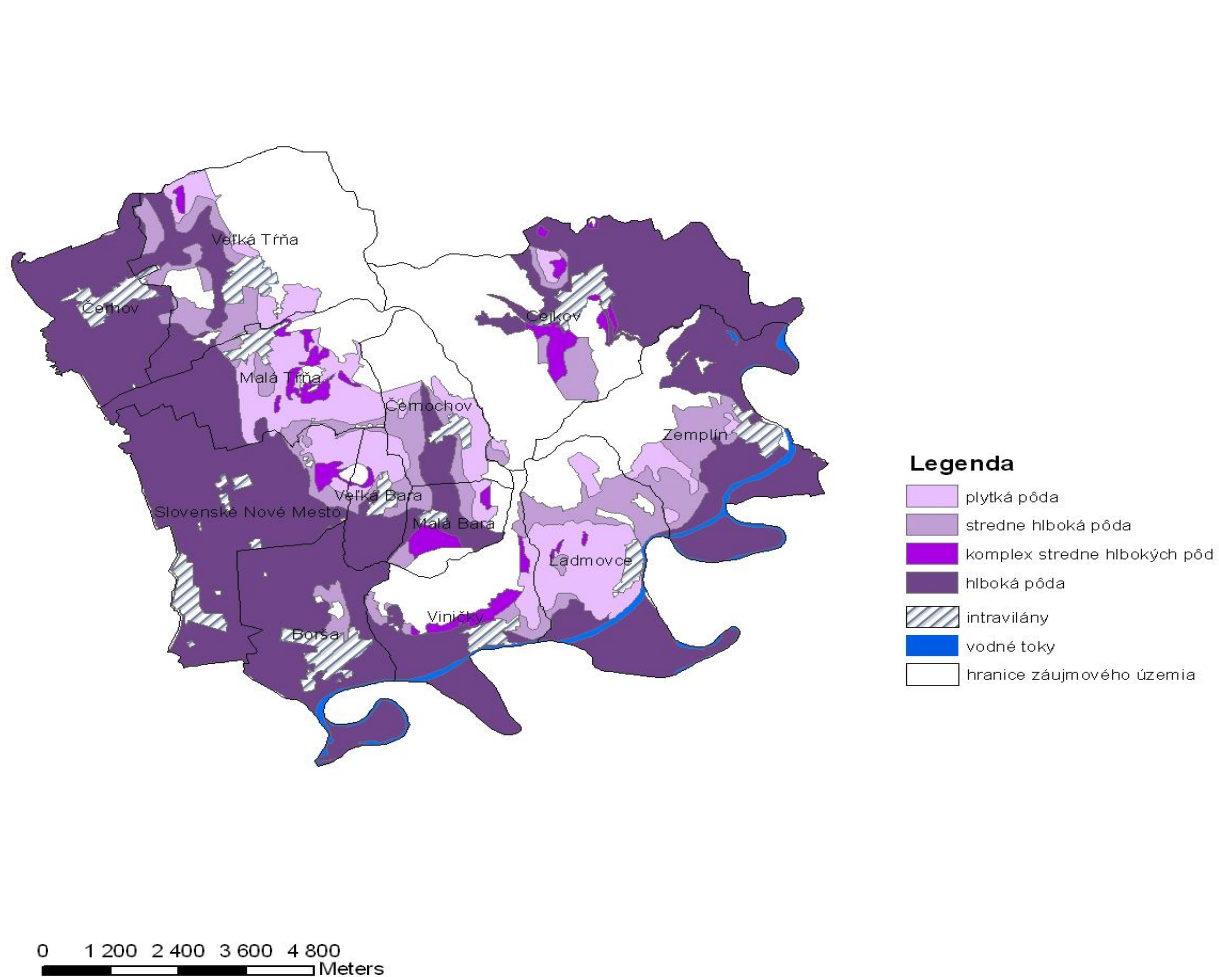 Veľká Tŕňa
Čerhov
Cejkov
Malá Tŕňa
Černochov
Zemplín
Veľká Bara
Slovenské Nové Mesto
Malá Bara
Ladmovce
Viničky
Borša
Legenda
plytká pôda
stredne hlboká pôda
komplex stredne hlbokých pôd
hlboká pôda
intravilány
vodné toky
hranice záujmového územia
0 1 200 2 400 3 600 4 800
Meters